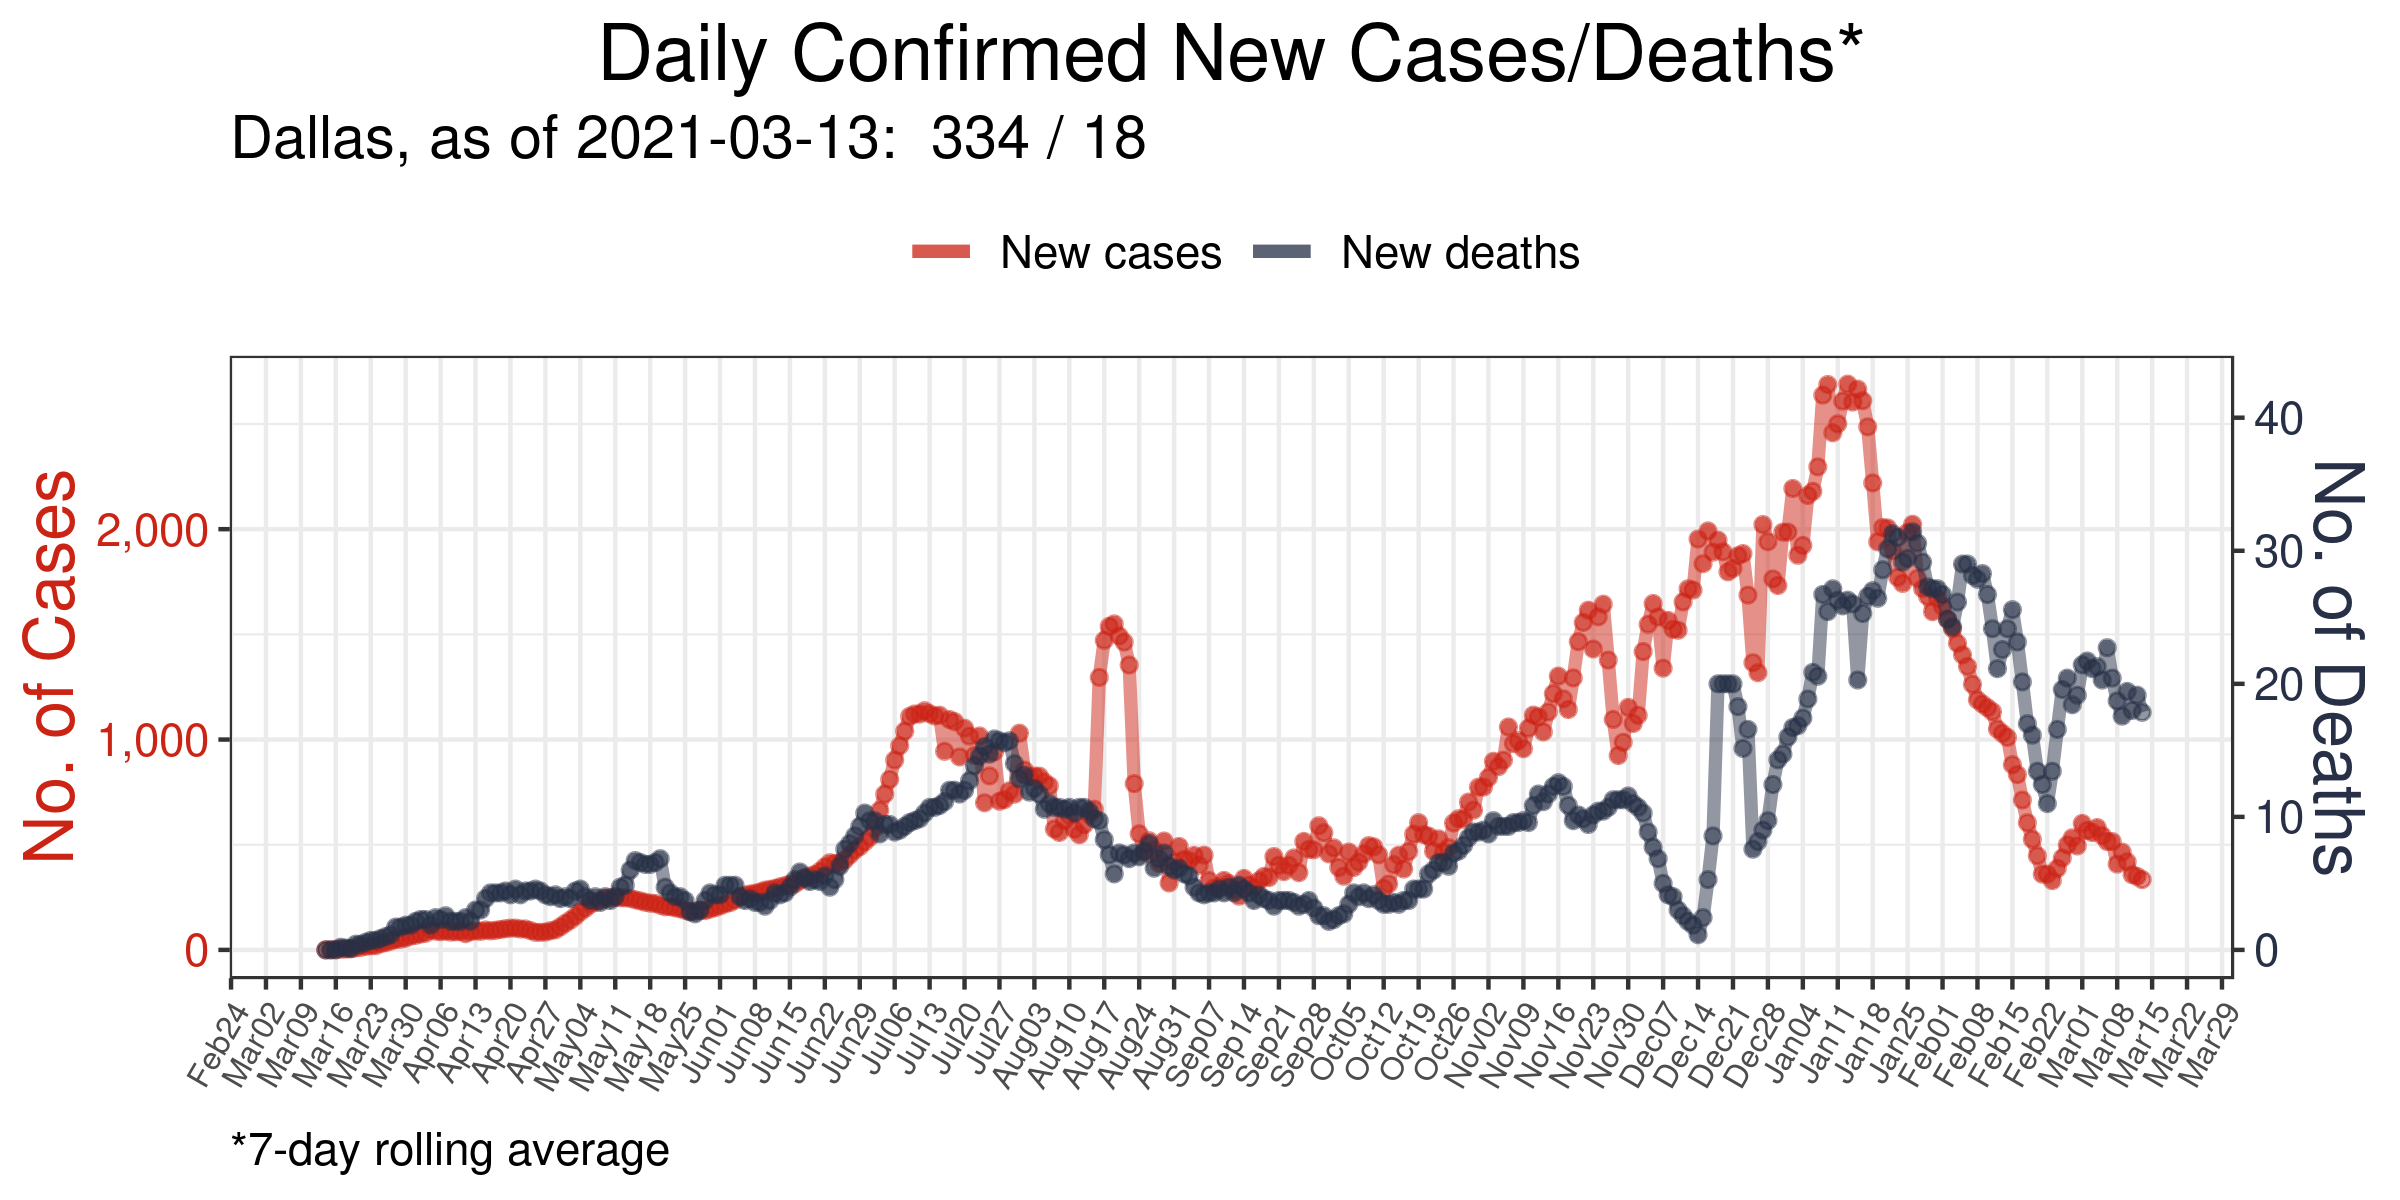 Daily Confirmed New Cases/Deaths*
Dallas, as of 2021-03-13:  334 / 18
New cases
New deaths
No. of Cases
2,000
1,000
0
40
30
20
10
0
No. of Deaths
Feb24
Mar02
Mar09
Mar16
Mar23
Mar30
Apr06
Apr13
Apr20
Apr27
May04
May11
May18
May25
Jun01
Jun08
Jun15
Jun22
Jun29
Jul06
Jul13
Jul20
Jul27
Aug03
Aug10
Aug17
Aug24
Aug31
Sep07
Sep14
Sep21
Sep28
Oct05
Oct12
Oct19
Oct26
Nov02
Nov09
Nov16
Nov23
Nov30
Dec07
Dec14
Dec21
Dec28
Jan04
Jan11
Jan18
Jan25
Feb01
Feb08
Feb15
Feb22
Mar01
Mar08
Mar15
Mar22
Mar29
*7-day rolling average